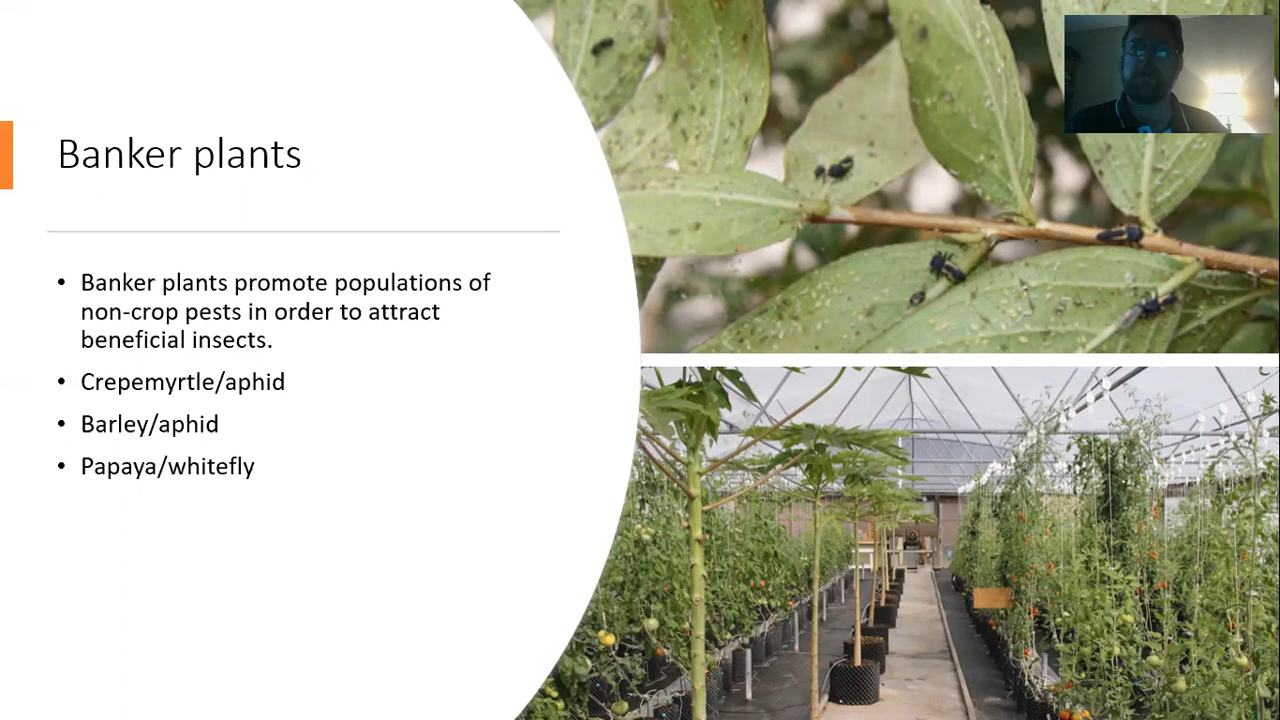 Banker plants
• Banker plants promote populations of
non-crop pests in order to attract
beneficial insects.
• Crepemyrtle/aphid
• Barley/aphid
• Papaya/whitefly